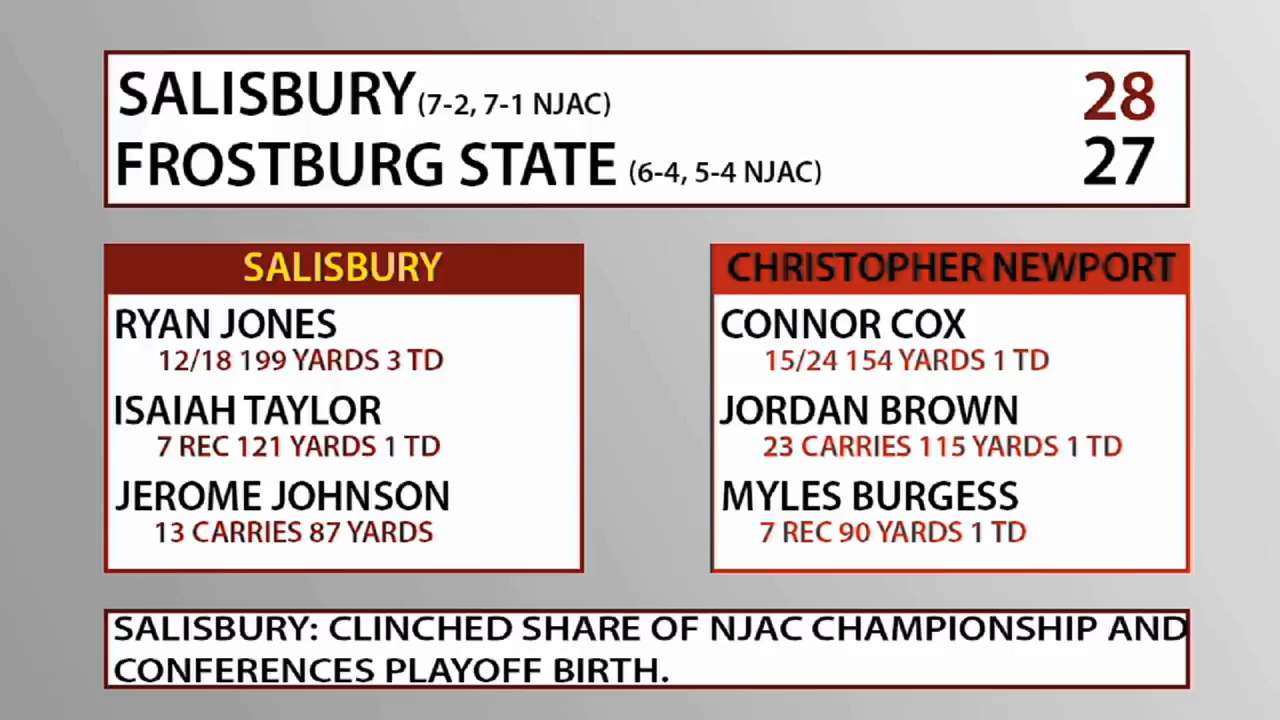 SALISBURY (7-2, 7-1 NJAC) 28
FROSTBURG STATE (6-4, 5-4 NJAC) 27
SALISBURY
RYAN JONES
12/18 199 YARDS 3 TD
ISAIAH TAYLOR
7 REC 121 YARDS 1 TD
JEROME JOHNSON
13 CARRIES 87 YARDS
CHRISTOPHER NEWPORT
CONNOR COX
15/24 154 YARDS 1 TD
JORDAN BROWN
23 CARRIES 115 YARDS 1 TD
MYLES BURGESS
7 REC 90 YARDS 1 TD
SALISBURY: CLINCHED SHARE OF NJAC CHAMPIONSHIP AND
CONFERENCES PLAYOFF BIRTH.